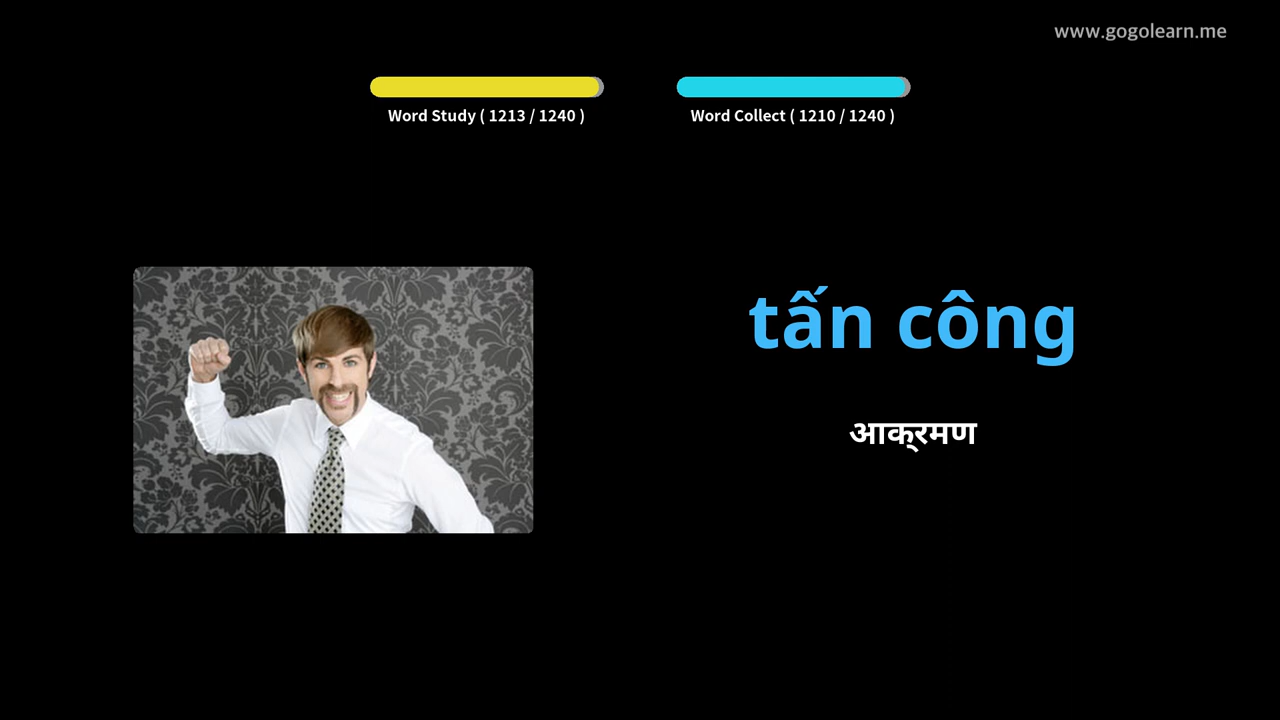 www.gogolearn.me
Word Study ( 1213 / 1240 )
Word Collect ( 1210 / 1240 )
tấn công
आक्रमण